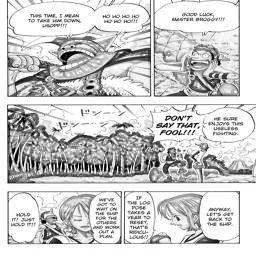 GOOD LUCK,
MASTER BROGGY!!!
HO HO HO HO
HO HO HO!!!
THIS TIME, I MEAN
TO TAKE HIM DOWN,
USOPP!!!
HE SURE
ENJOYS THIS
USELESS
FIGHTING.
DON'T
SAY THAT,
FOOL!!!
ANYWAY,
LET'S GET
BACK TO
THE SHIP.
IF THE LOG
POSE TAKES
A YEAR TO
RESET,
THAT'S
RIDICU-
LOUS!!
WE'VE GOT TO
WAIT ON
THE SHIP
FOR THE
OTHERS
AND WORK
OUT A
PLAN.
HOLD
IT! JUST
HOLD IT!!